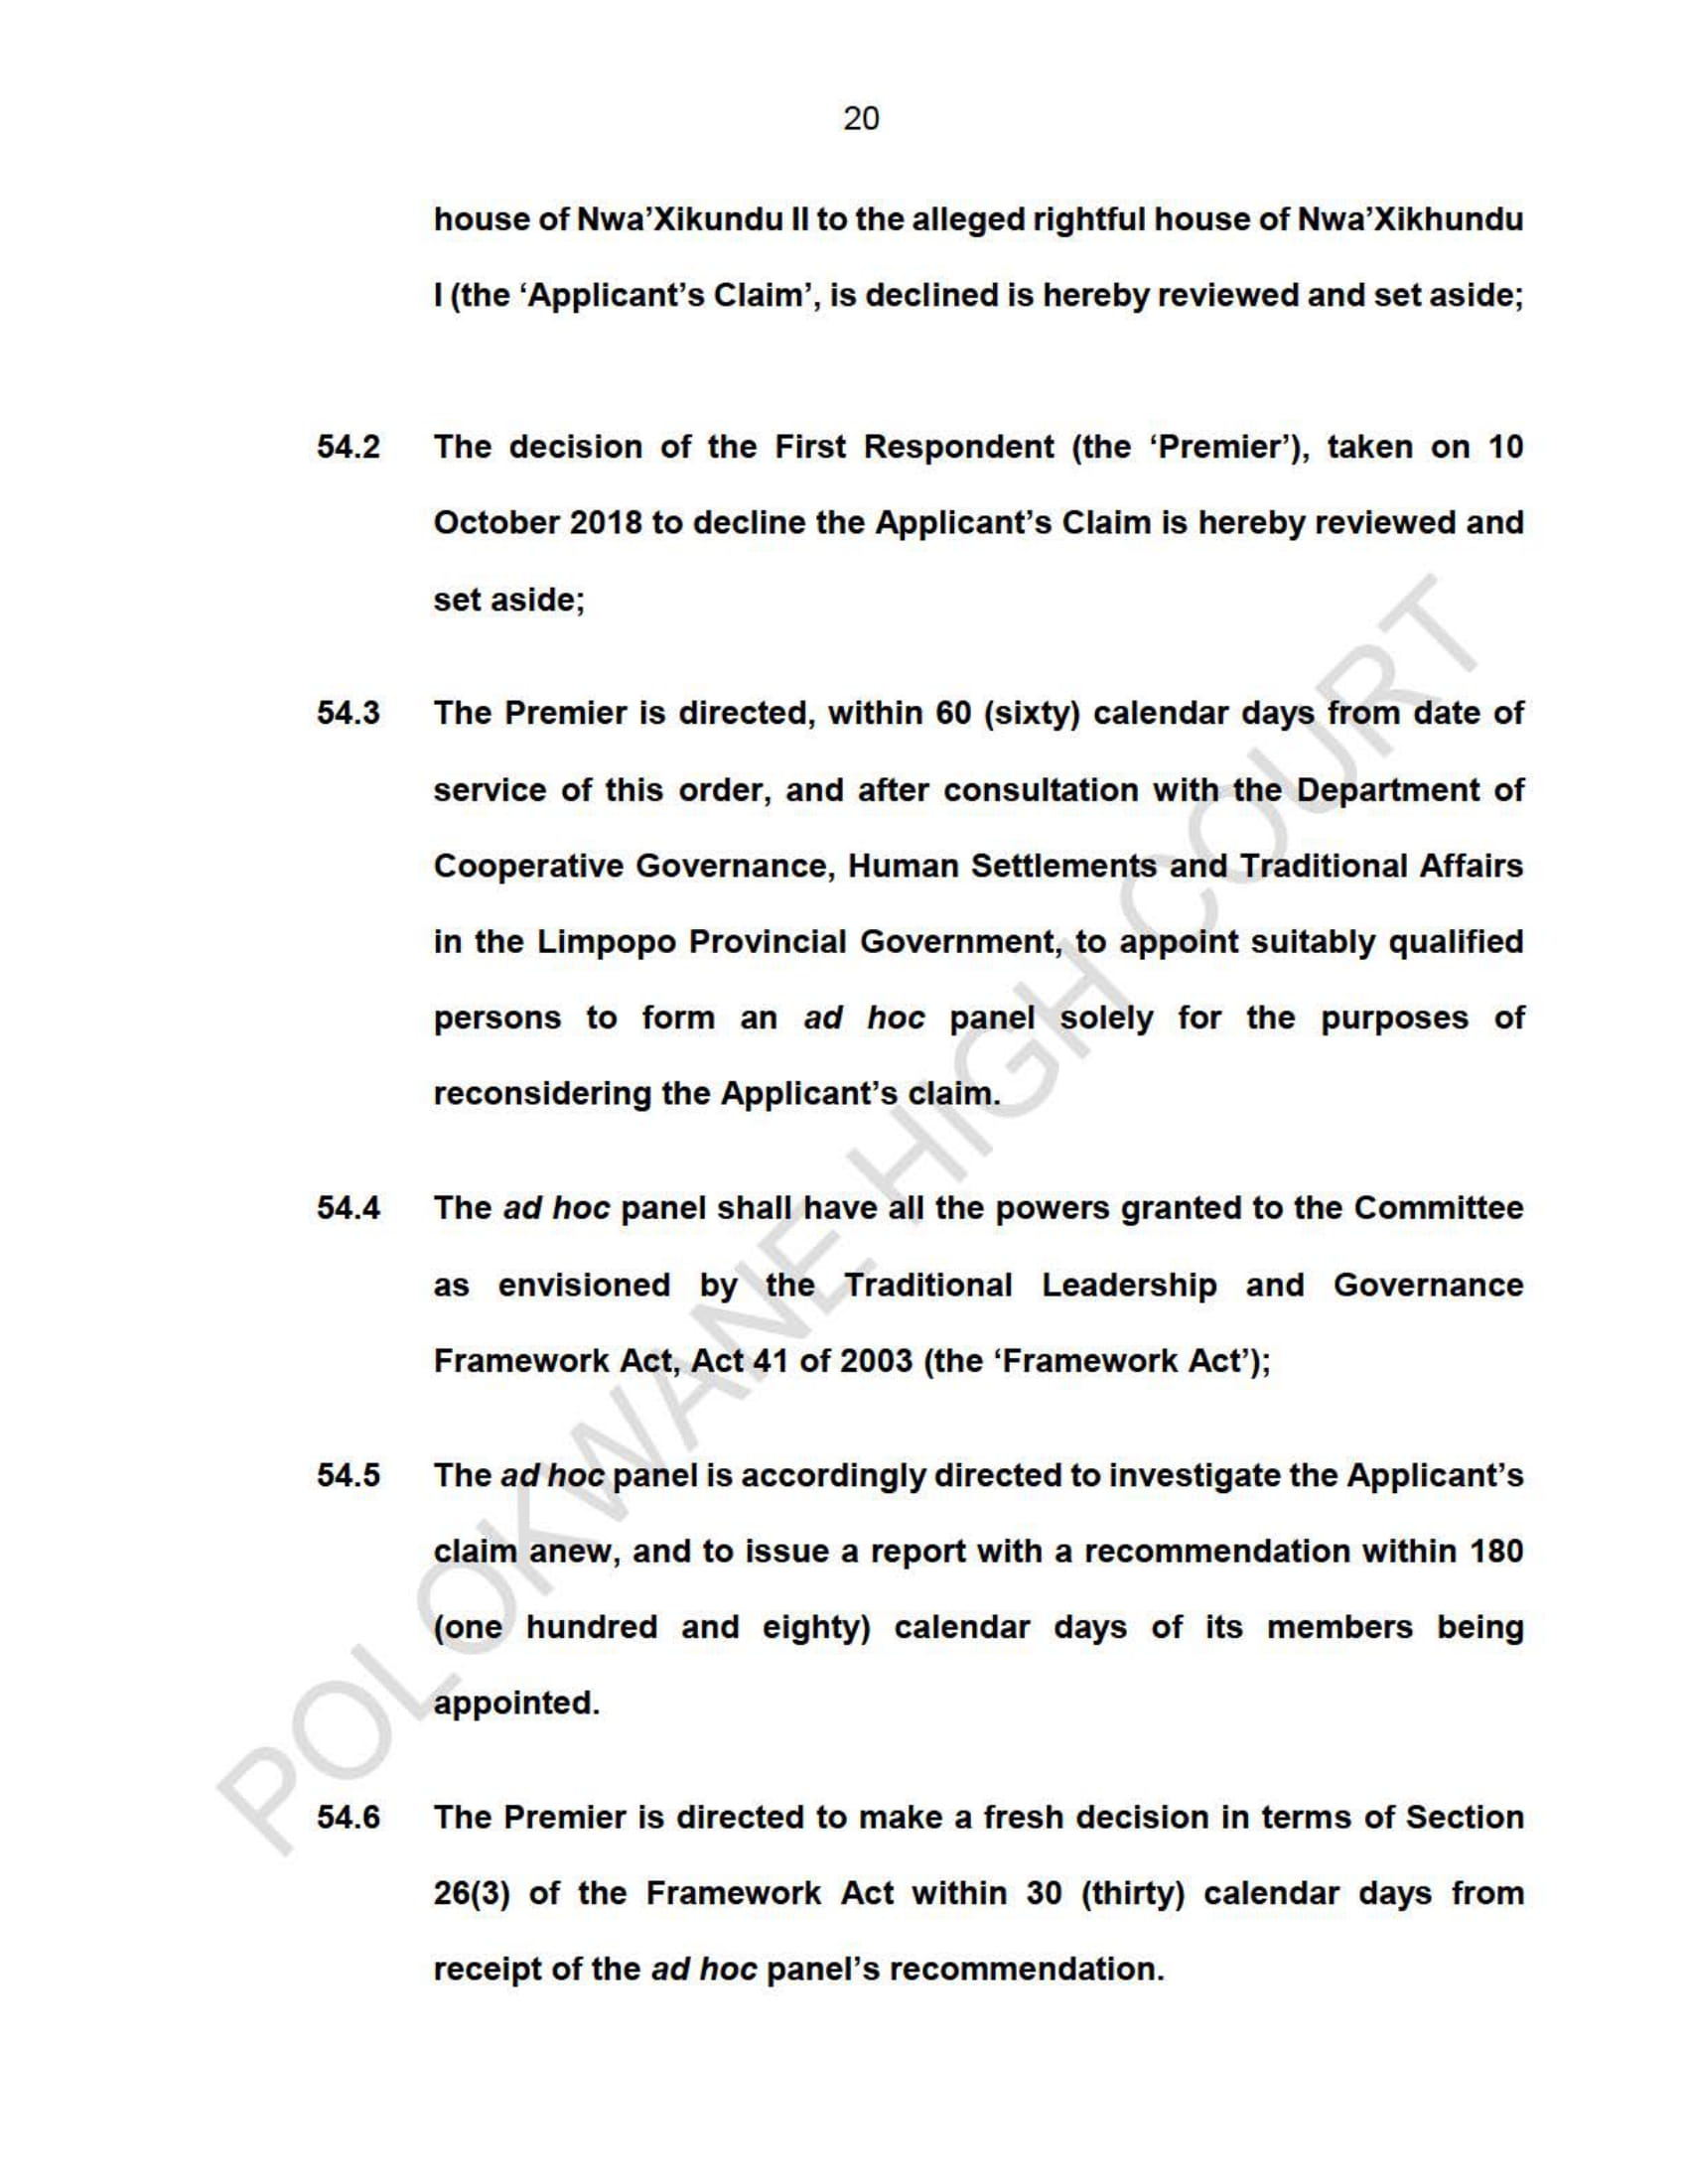 20
house of Nwa’Xikundu II to the alleged rightful house of Nwa’Xikhundu
I (the ‘Applicant’s Claim’, is declined is hereby reviewed and set aside;
54.2 The decision of the First Respondent (the ‘Premier’), taken on 10
October 2018 to decline the Applicant’s Claim is hereby reviewed and
set aside;
54.3 The Premier is directed, within 60 (sixty) calendar days from date of
service of this order, and after consultation with the Department of
Cooperative Governance, Human Settlements and Traditional Affairs
in the Limpopo Provincial Government, to appoint suitably qualified
persons to form an ad hoc panel solely for the purposes of
reconsidering the Applicant’s claim.
54.4 The ad hoc panel shall have all the powers granted to the Committee
as envisioned by the Traditional Leadership and Governance
Framework Act, Act 41 of 2003 (the ‘Framework Act’);
54.5 The ad hoc panel is accordingly directed to investigate the Applicant’s
claim anew, and to issue a report with a recommendation within 180
(one hundred and eighty) calendar days of its members being
appointed.
54.6 The Premier is directed to make a fresh decision in terms of Section
26(3) of the Framework Act within 30 (thirty) calendar days from
receipt of the ad hoc panel’s recommendation.
POLOKWANE HIGH COURT